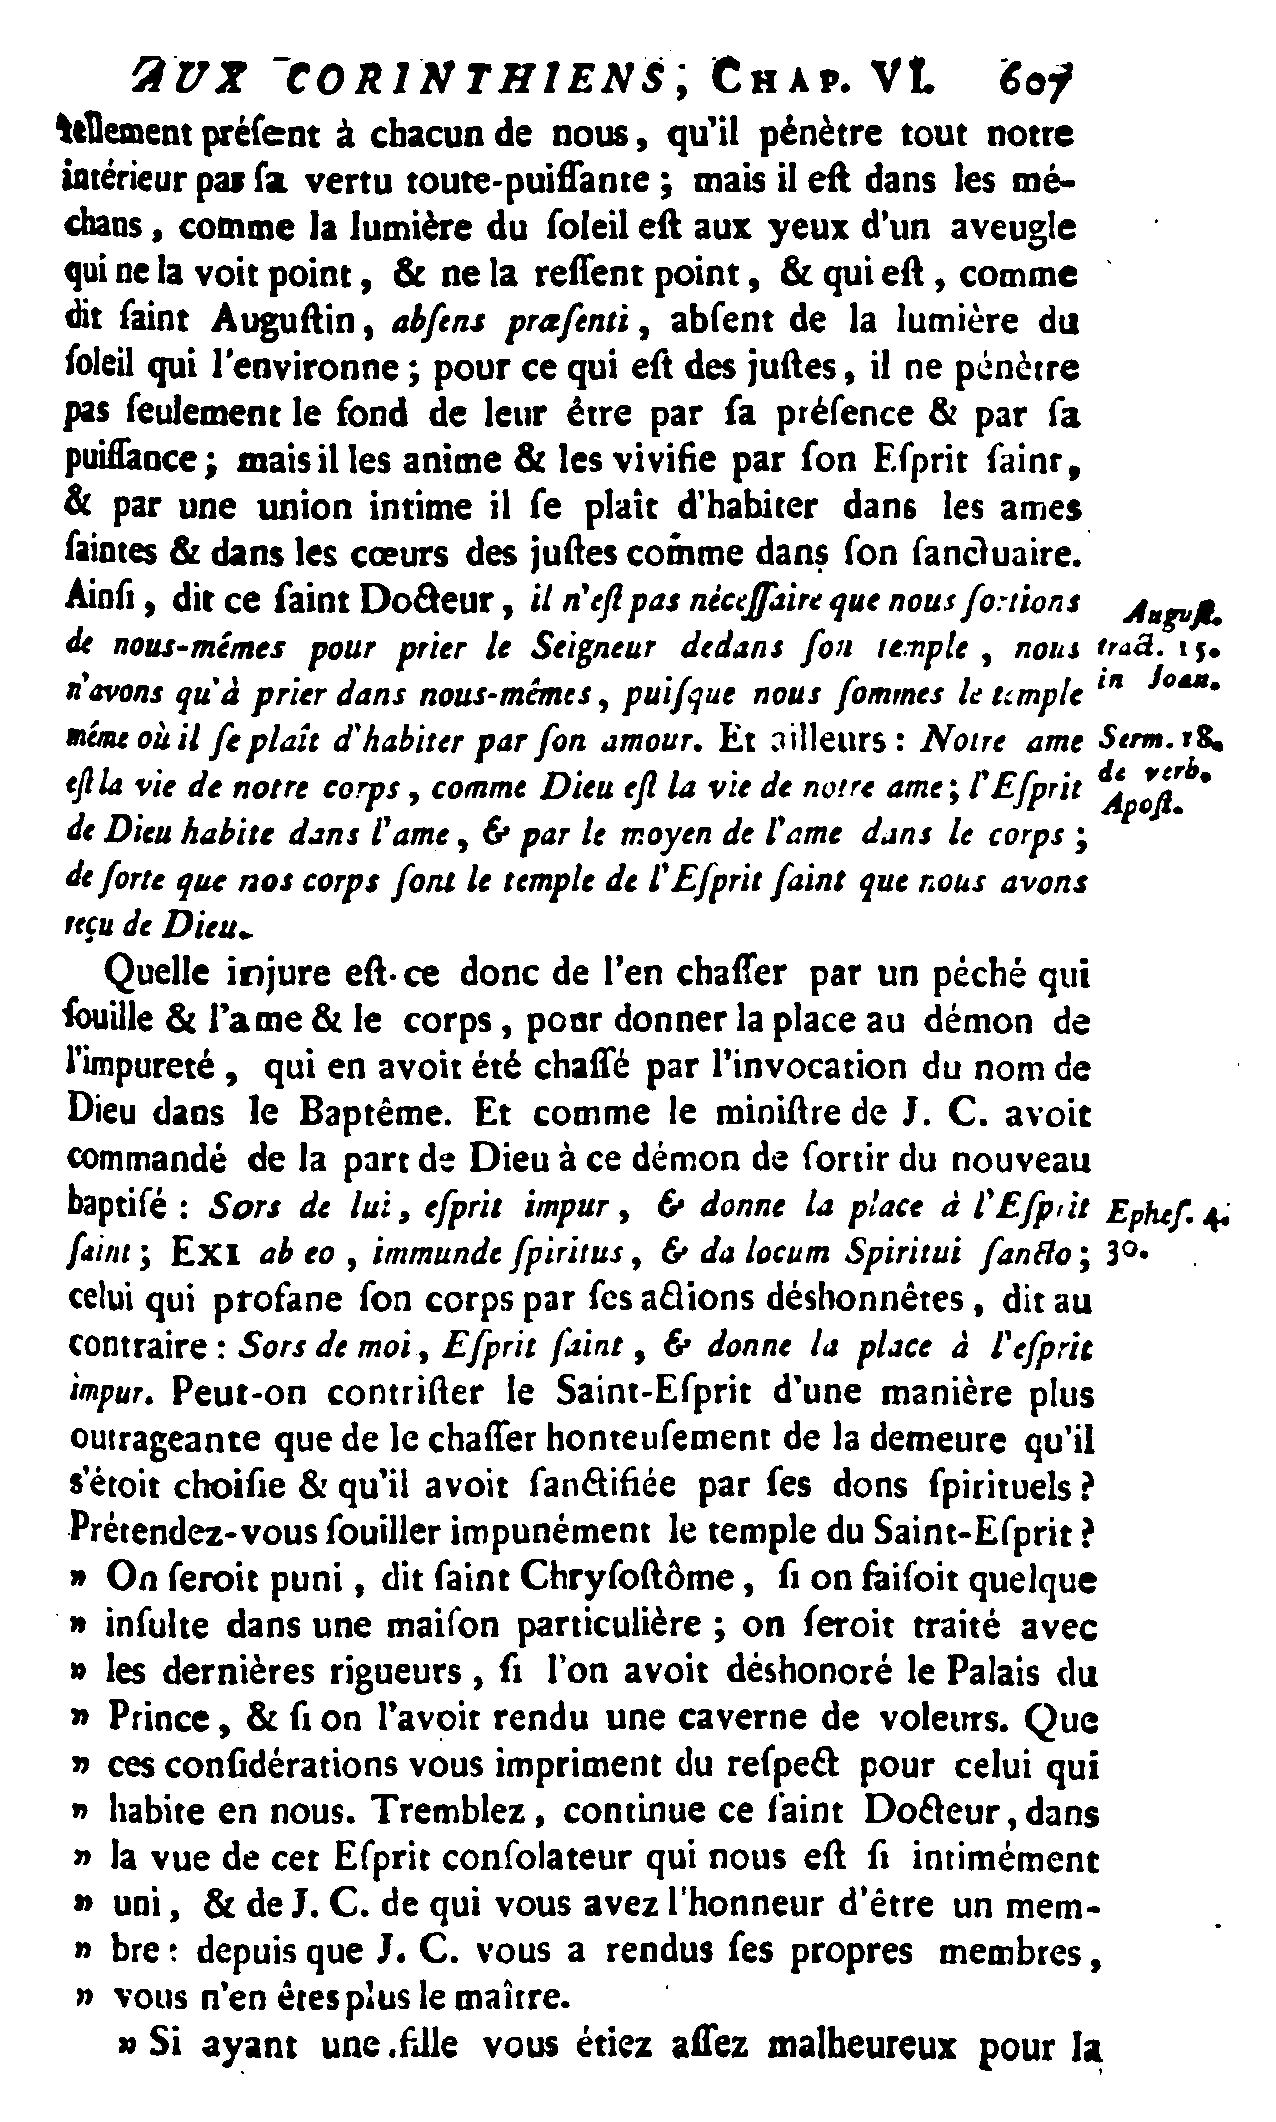 AUX CORINTHIENS, CHAP. VI. 607
tellement préſent à chacun de nous, qu'il pénètre tout notre
intérieur par ſa vertu toute-puiſſante ; mais il eſt dans les mé-
chans, comme la lumière du ſoleil eſt aux yeux d'un aveugle
qui ne la voit point, & ne la reſſent point, & qui eſt, comme
dit ſaint Auguſtin, abſens præſenti, abſent de la lumière du
ſoleil qui l'environne ; pour ce qui eſt des juſtes, il ne pénètre
pas ſeulement le fond de leur être par ſa préſence & par ſa
puiſſance ; mais il les anime & les vivifie par ſon Eſprit ſaint,
& par une union intime il ſe plaît d'habiter dans les ames
ſaintes & dans les cœurs des juſtes comme dans ſon ſanctuaire.
Ainſi, dit ce ſaint Docteur, il n'eſt pas néceſſaire que nous ſortions
de nous-mêmes pour prier le Seigneur dedans ſon temple, nous
n'avons qu'à prier dans nous-mêmes, puiſque nous ſommes le temple
même où il ſe plaît d'habiter par ſon amour. Et ailleurs : Notre ame
eſt la vie de notre corps, comme Dieu eſt la vie de notre ame ; l'Eſprit
de Dieu habite dans l'ame, & par le moyen de l'ame dans le corps ;
de ſorte que nos corps ſont le temple de l'Eſprit ſaint que nous avons
reçu de Dieu.
Auguſt.
tract. 15.
in Joan.
Serm. 18.
de verb.
Apoſt.
Quelle injure eſt-ce donc de l'en chaſſer par un péché qui
ſouille & l'ame & le corps, pour donner la place au démon de
l'impureté, qui en avoit été chaſſé par l'invocation du nom de
Dieu dans le Baptême. Et comme le miniſtre de J. C. avoit
commandé de la part de Dieu à ce démon de ſortir du nouveau
baptiſé : Sors de lui, eſprit impur, & donne la place à l'Eſprit
ſaint ; EXI ab eo, immunde ſpiritus, & da locum Spiritui ſancto ;
celui qui profane ſon corps par ſes actions déshonnêtes, dit au
contraire : Sors de moi, Eſprit ſaint, & donne la place à l'eſprit
impur. Peut-on contriſter le Saint-Eſprit d'une manière plus
outrageante que de le chaſſer honteuſement de la demeure qu'il
s'étoit choiſie & qu'il avoit ſanctifiée par ſes dons ſpirituels ?
Prétendez-vous ſouiller impunément le temple du Saint-Eſprit ?
Epheſ. 4.
30.
» On ſeroit puni, dit ſaint Chryſoſtôme, ſi on faiſoit quelque
» inſulte dans une maiſon particulière ; on ſeroit traité avec
» les dernières rigueurs, ſi l'on avoit déshonoré le Palais du
» Prince, & ſi on l'avoit rendu une caverne de voleurs. Que
» ces conſidérations vous impriment du reſpect pour celui qui
» habite en nous. Tremblez, continue ce ſaint Docteur, dans
» la vue de cet Eſprit conſolateur qui nous eſt ſi intimément
» uni, & de J. C. de qui vous avez l'honneur d'être un mem-
» bre : depuis que J. C. vous a rendus ſes propres membres,
» vous n'en êtes plus le maître.
» Si ayant une fille vous étiez aſſez malheureux pour la